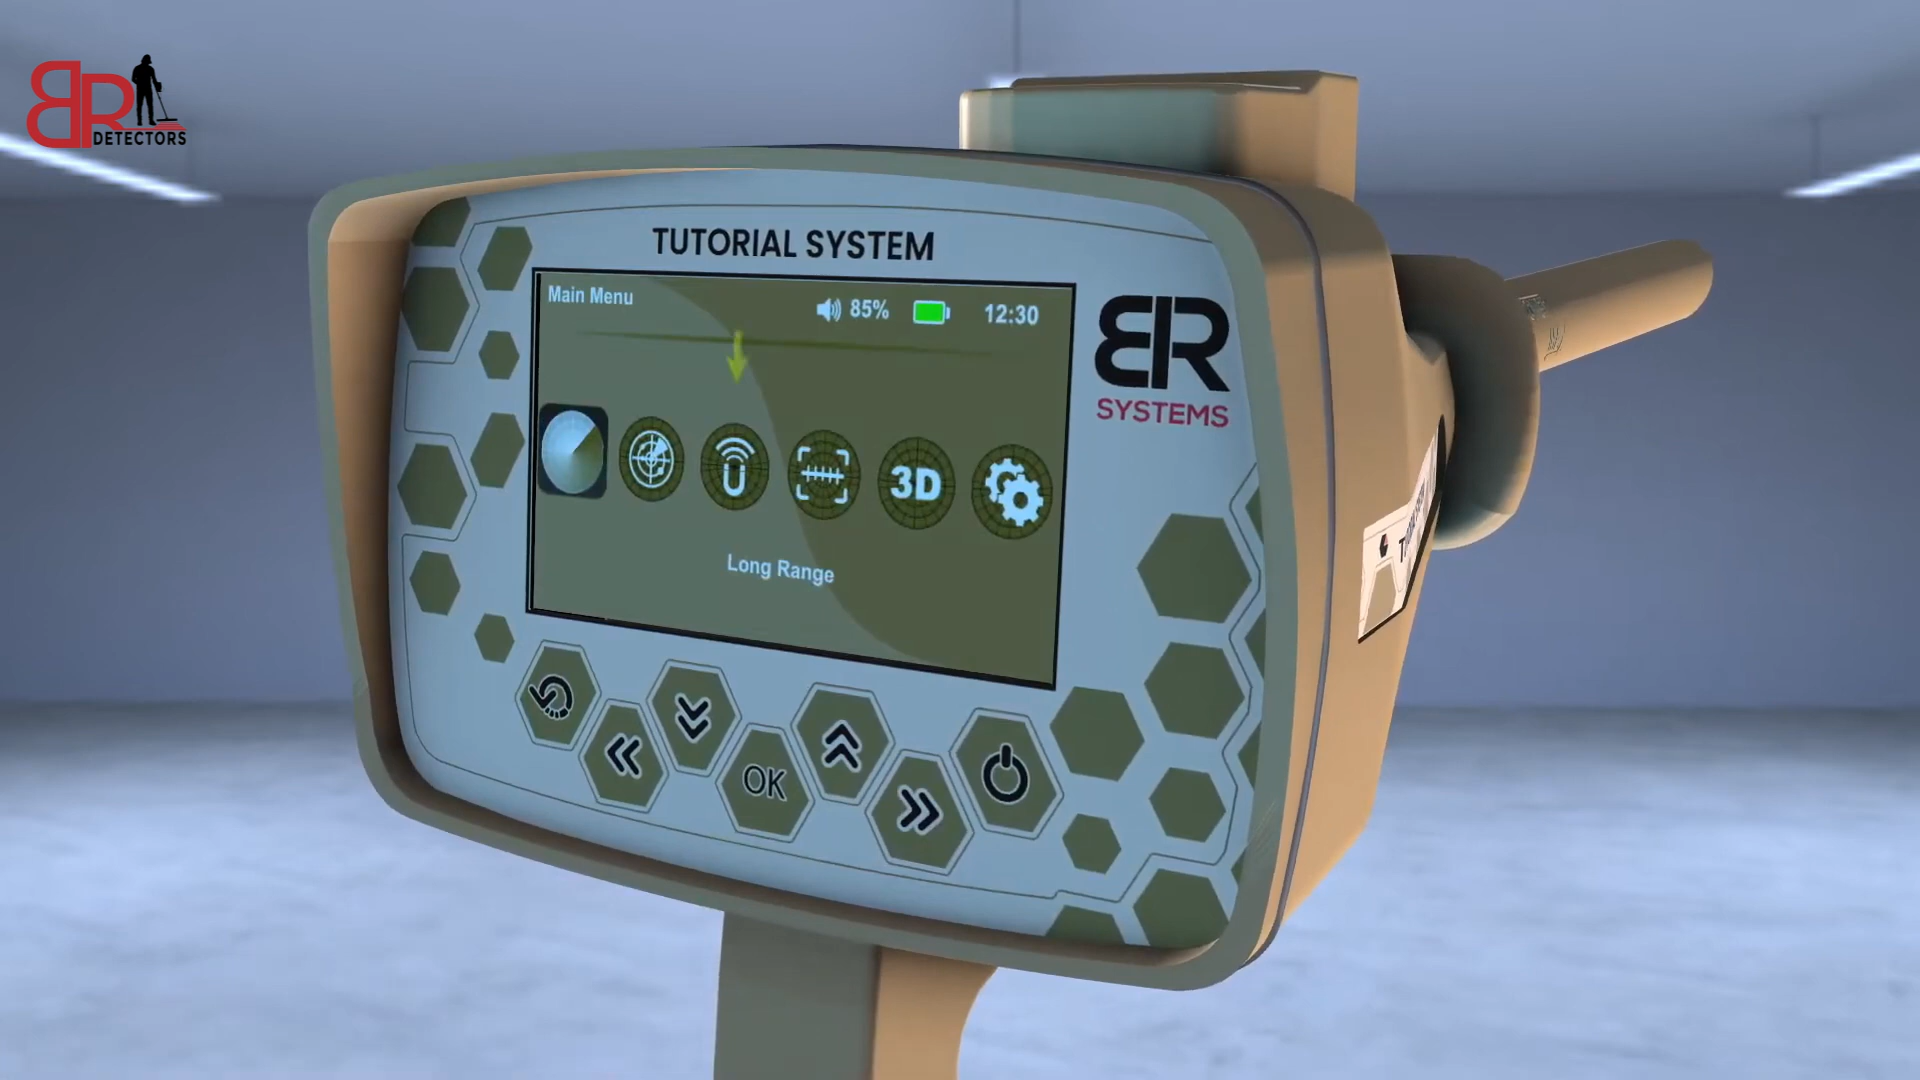 BR
DETECTORS
TUTORIAL SYSTEM
Main Menu
85%
12:30
BR
SYSTEMS
3D
Long Range
OK